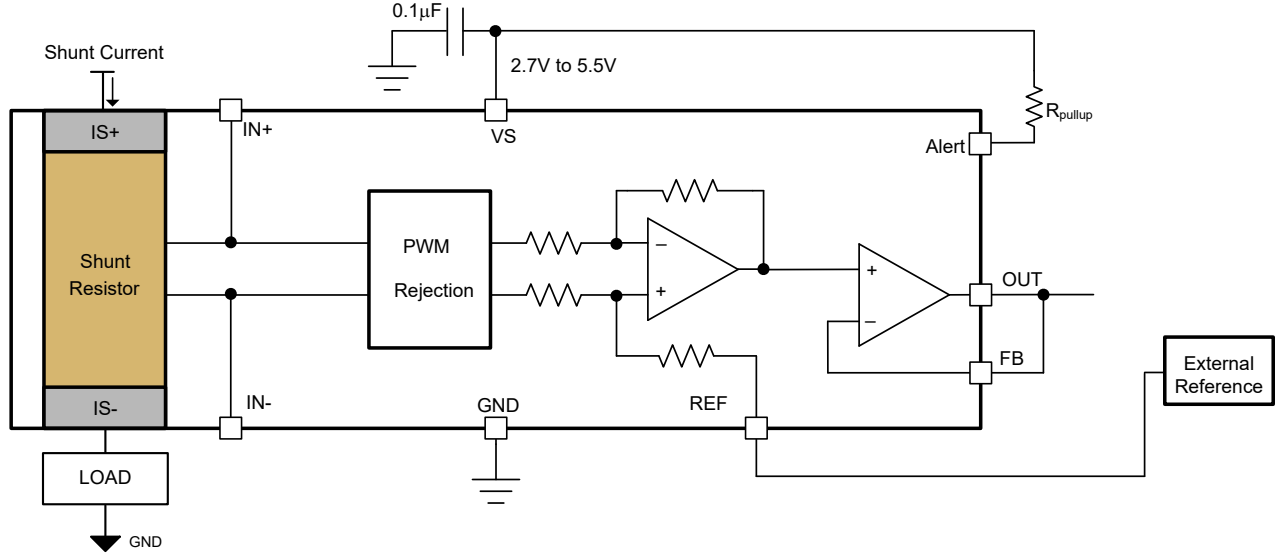 0.1μF
Shunt Current
2.7V to 5.5V
IS+
IN+
VS
Rpullup
Alert
PWM
Rejection
Shunt
Resistor
−
+
+
−
OUT
FB
External
Reference
IS-
IN-
GND
REF
LOAD
GND